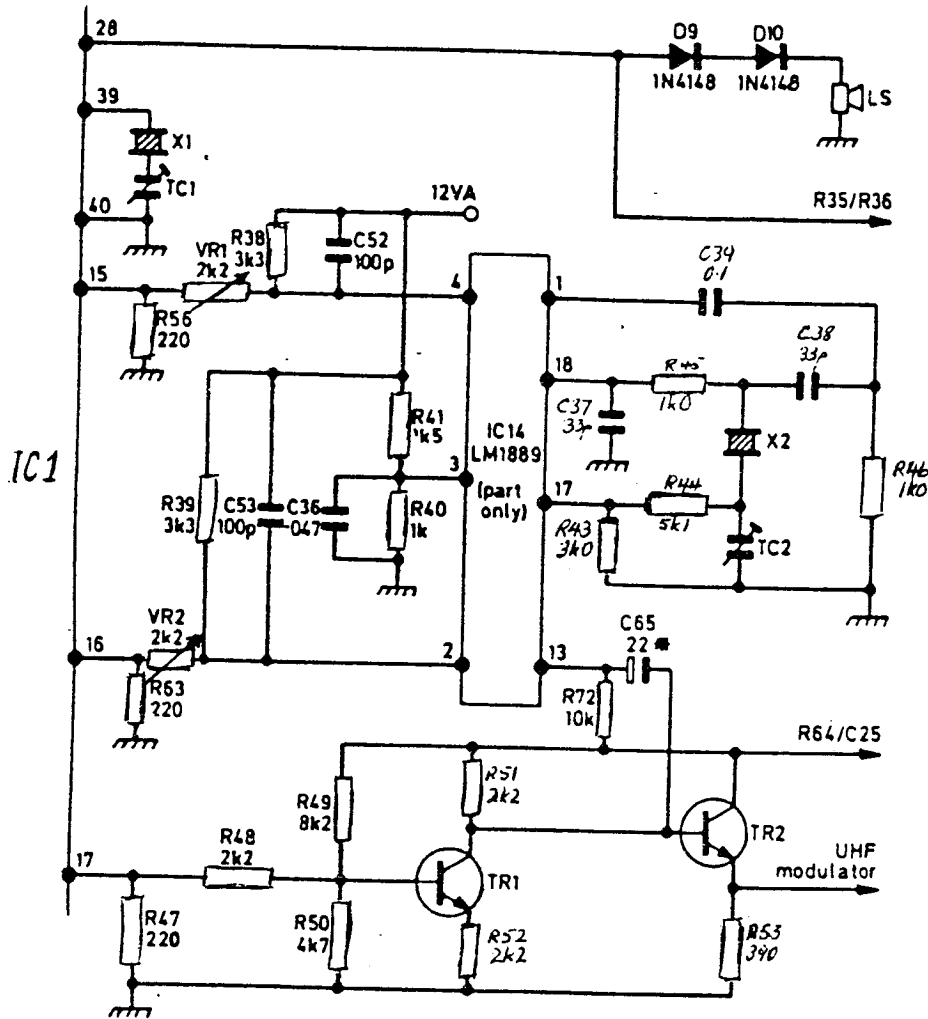 28
D9
1N4148
D10
1N4148
LS
39
X1
TC1
40
12VA
R35/R36
R38
3k3
C52
100p
VR1
2k2
15
4
1
C34
0.1
R56
220
C38
33p
18
R45
1k0
C37
33p
R41
1k5
IC14
LM1889
(part
only)
X2
IC1
3
17
R44
5k1
R46
1k0
R39
3k3
C53
100p
C36
·047
R40
1k
R43
3k0
TC2
VR2
2k2
16
2
13
C65
22 *
R63
220
R72
10k
R64/C25
R49
8k2
R51
2k2
TR2
UHF
modulator
R48
2k2
17
TR1
R47
220
R50
4k7
R52
2k2
R53
390